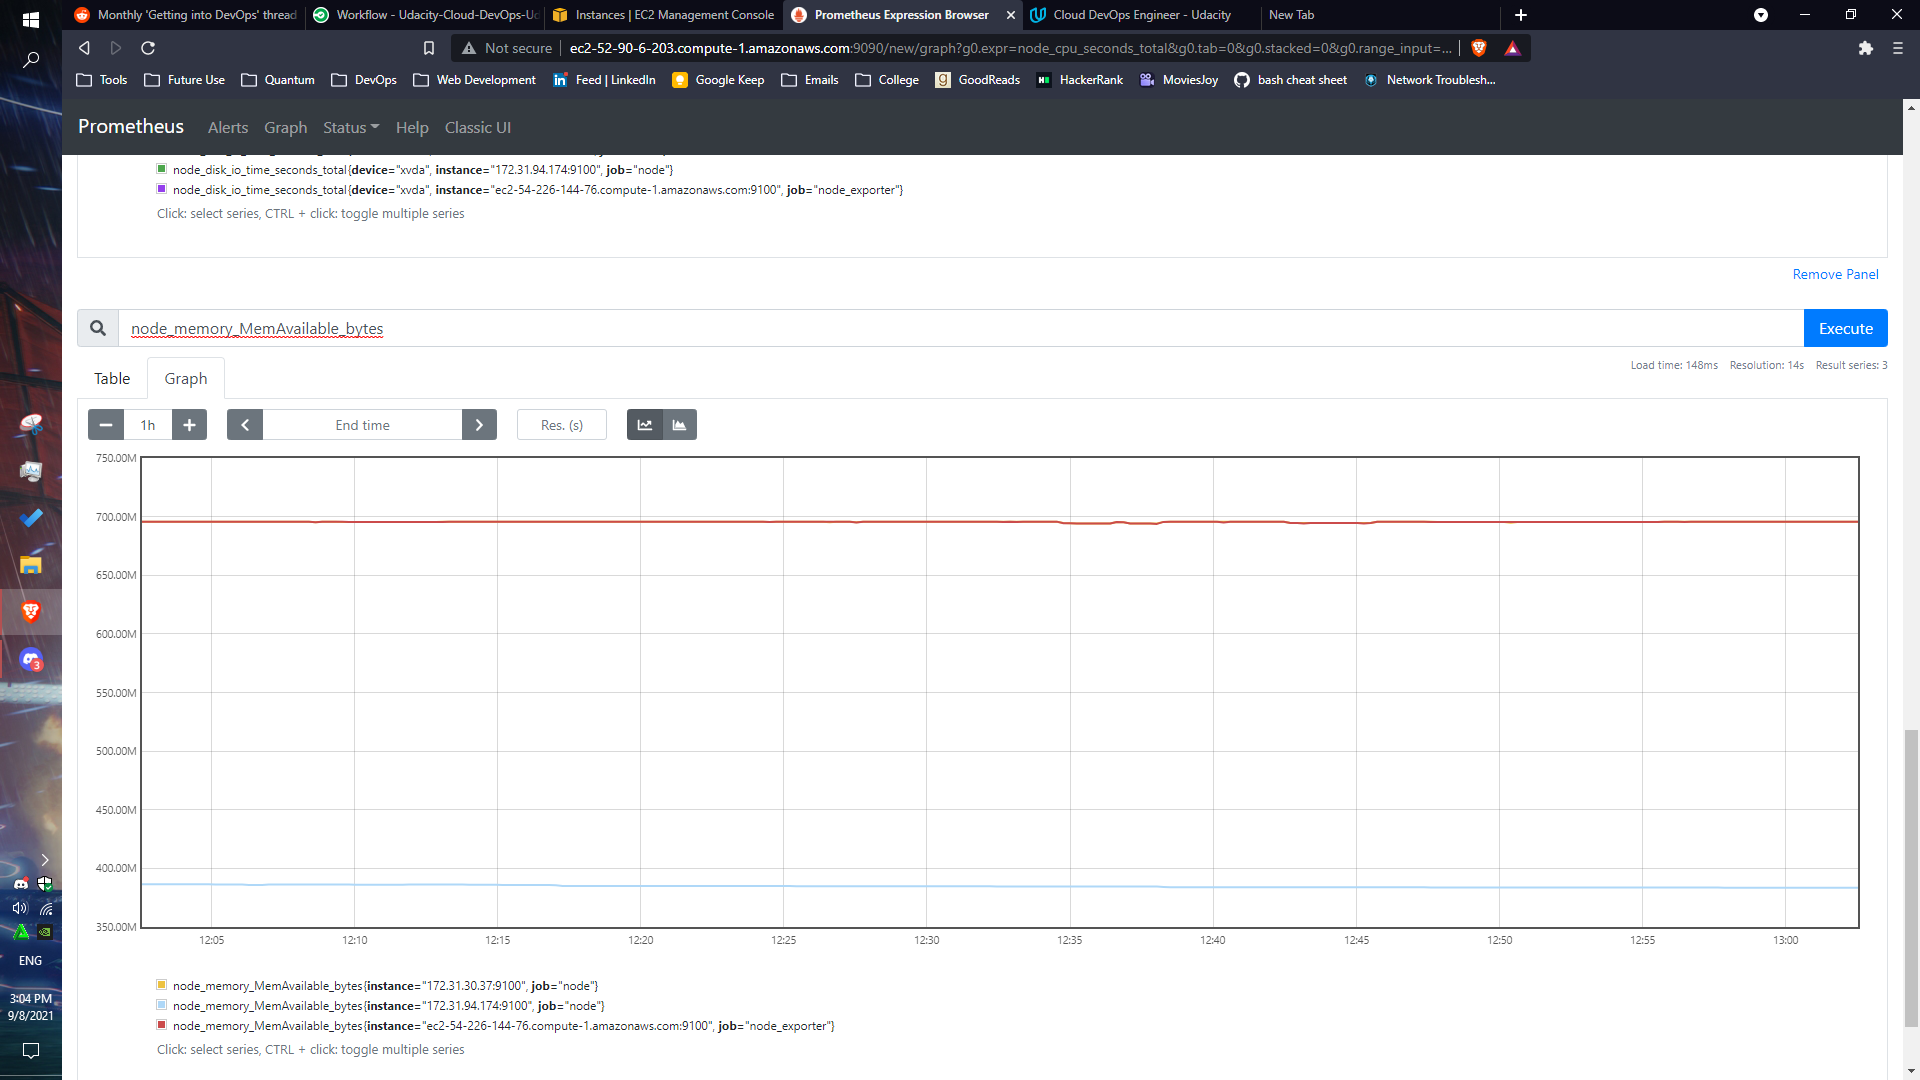 Monthly 'Getting into DevOps' thread
Workflow - Udacity-Cloud-DevOps-Ud
Instances | EC2 Management Console
Prometheus Expression Browser
Cloud DevOps Engineer - Udacity
New Tab
Not secure ec2-52-90-6-203.compute-1.amazonaws.com:9090/new/graph?g0.expr=node_cpu_seconds_total&g0.tab=0&g0.stacked=0&g0.range_input=...
Tools Future Use Quantum DevOps Web Development Feed | LinkedIn Google Keep Emails College GoodReads HackerRank MoviesJoy bash cheat sheet Network Troublesh...
Prometheus Alerts Graph Status Help Classic UI
node_disk_io_time_seconds_total{device="xvda", instance="172.31.94.174:9100", job="node"}
node_disk_io_time_seconds_total{device="xvda", instance="ec2-54-226-144-76.compute-1.amazonaws.com:9100", job="node_exporter"}
Click: select series, CTRL + click: toggle multiple series
Remove Panel
node_memory_MemAvailable_bytes
Execute
Load time: 148ms Resolution: 14s Result series: 3
Table Graph
1h
End time
Res. (s)
750.00M
700.00M
650.00M
600.00M
550.00M
500.00M
450.00M
400.00M
350.00M
12:05 12:10 12:15 12:20 12:25 12:30 12:35 12:40 12:45 12:50 12:55 13:00
node_memory_MemAvailable_bytes{instance="172.31.30.37:9100", job="node"}
node_memory_MemAvailable_bytes{instance="172.31.94.174:9100", job="node"}
node_memory_MemAvailable_bytes{instance="ec2-54-226-144-76.compute-1.amazonaws.com:9100", job="node_exporter"}
Click: select series, CTRL + click: toggle multiple series
3
ENG
3:04 PM
9/8/2021